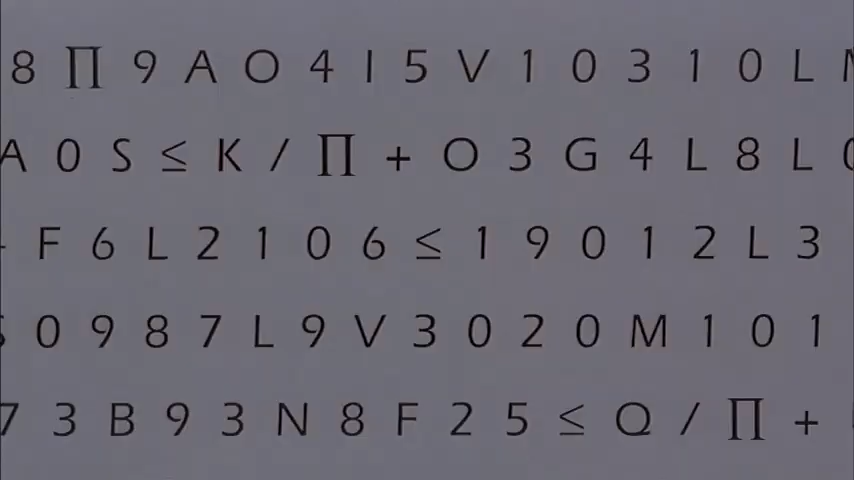 8 ∏ 9 A O 4 I 5 V 1 0 3 1 0 L
A 0 S ≤ K / ∏ + O 3 G 4 L 8 L
F 6 L 2 1 0 6 ≤ 1 9 0 1 2 L 3
0 9 8 7 L 9 V 3 0 2 0 M 1 0 1
7 3 B 9 3 N 8 F 2 5 ≤ Q / ∏ +